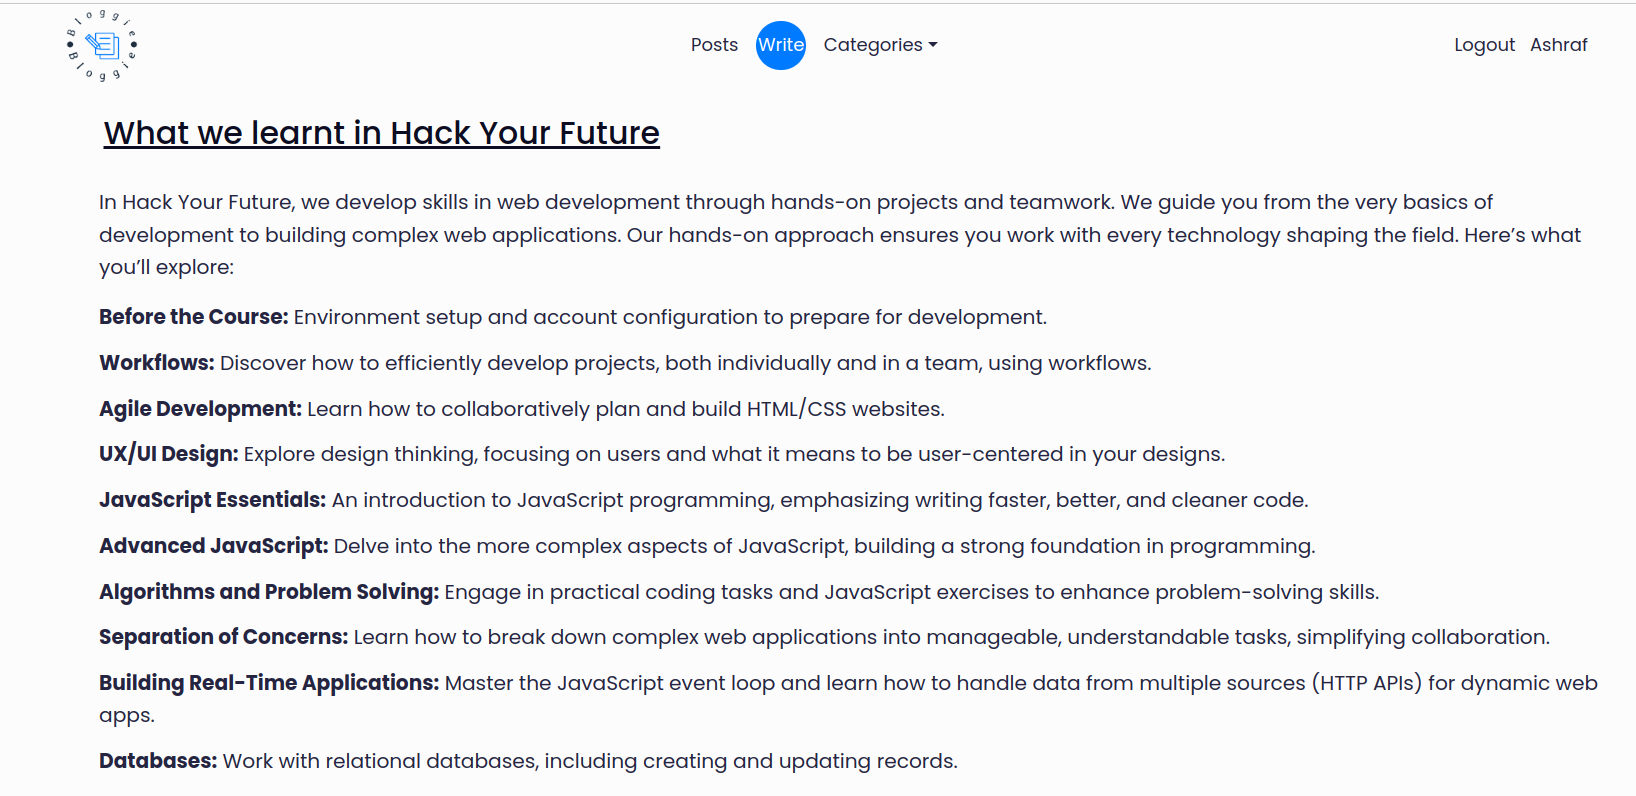 Bloggie
Bloggie
Posts Write Categories
Logout Ashraf
What we learnt in Hack Your Future
In Hack Your Future, we develop skills in web development through hands-on projects and teamwork. We guide you from the very basics of
development to building complex web applications. Our hands-on approach ensures you work with every technology shaping the field. Here’s what
you’ll explore:
Before the Course: Environment setup and account configuration to prepare for development.
Workflows: Discover how to efficiently develop projects, both individually and in a team, using workflows.
Agile Development: Learn how to collaboratively plan and build HTML/CSS websites.
UX/UI Design: Explore design thinking, focusing on users and what it means to be user-centered in your designs.
JavaScript Essentials: An introduction to JavaScript programming, emphasizing writing faster, better, and cleaner code.
Advanced JavaScript: Delve into the more complex aspects of JavaScript, building a strong foundation in programming.
Algorithms and Problem Solving: Engage in practical coding tasks and JavaScript exercises to enhance problem-solving skills.
Separation of Concerns: Learn how to break down complex web applications into manageable, understandable tasks, simplifying collaboration.
Building Real-Time Applications: Master the JavaScript event loop and learn how to handle data from multiple sources (HTTP APIs) for dynamic web
apps.
Databases: Work with relational databases, including creating and updating records.